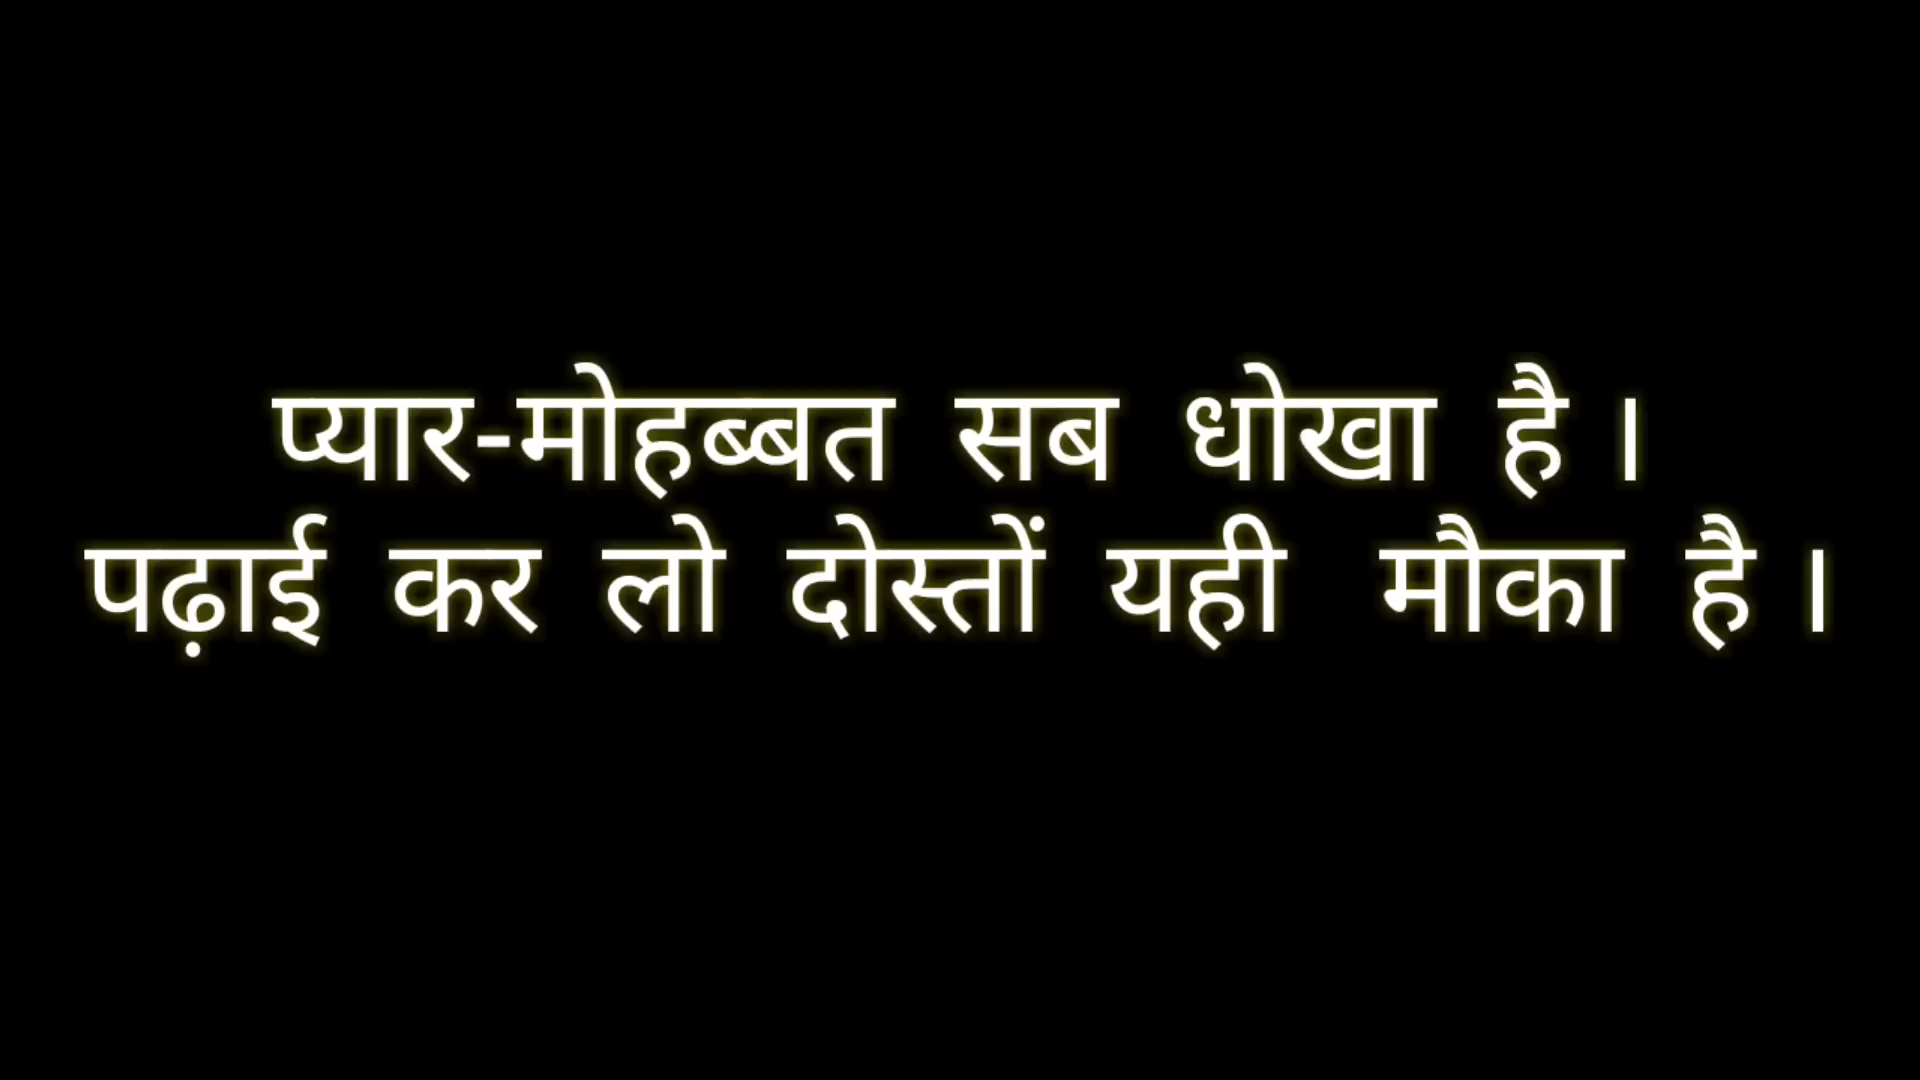 प्यार-मोहब्बत सब धोखा है ।
पढ़ाई कर लो दोस्तों यही मौका है ।